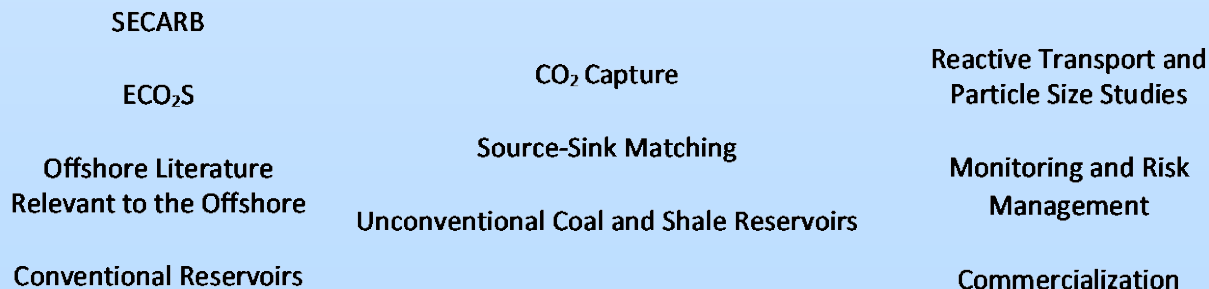 SECARB
ECO₂S
Offshore Literature
Relevant to the Offshore
Conventional Reservoirs
CO₂ Capture
Source-Sink Matching
Unconventional Coal and Shale Reservoirs
Reactive Transport and
Particle Size Studies
Monitoring and Risk
Management
Commercialization